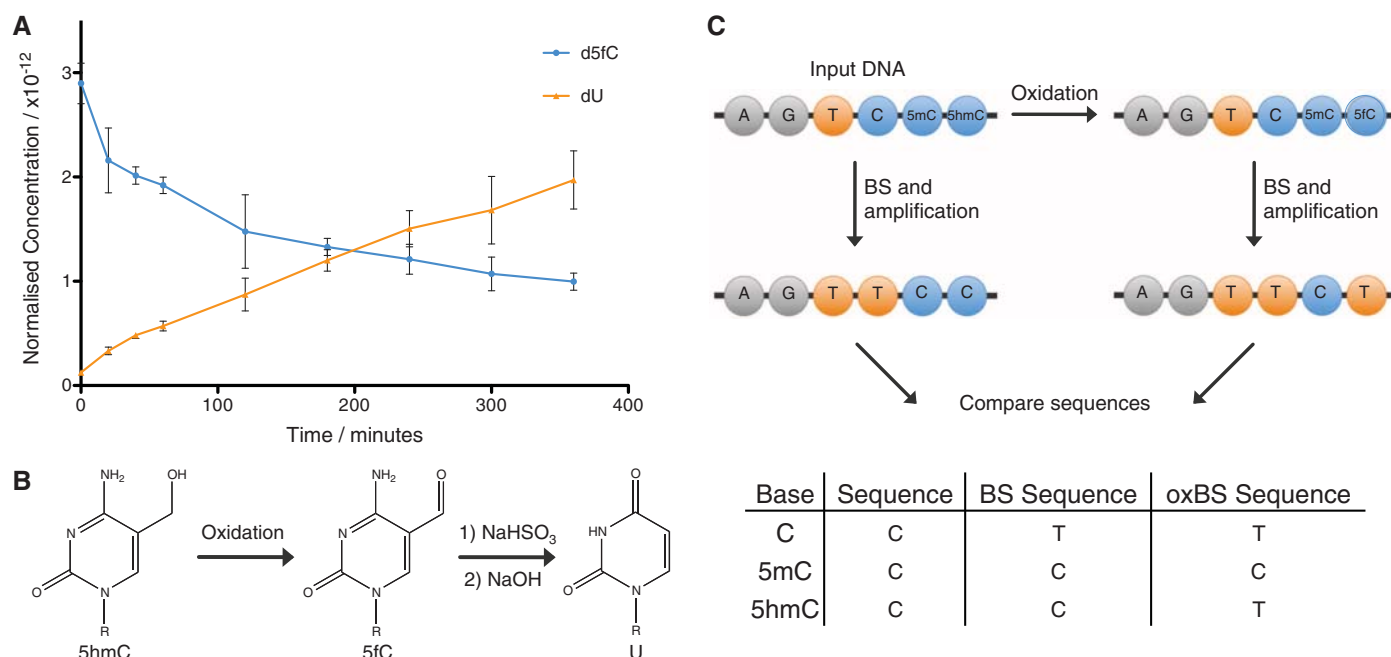 A
Normalised Concentration / x10⁻¹²
3
2
1
0
0 100 200 300 400
Time / minutes
d5fC
dU
B
NH₂ OH
N
O N
R
5hmC
Oxidation
NH₂ O
N
O N
R
5fC
1) NaHSO₃
2) NaOH
O
HN
O N
R
U
C
Input DNA
A G T C 5mC 5hmC
Oxidation
A G T C 5mC 5fC
BS and
amplification
BS and
amplification
A G T T C C
A G T T C T
Compare sequences
Base Sequence BS Sequence oxBS Sequence
C C T T
5mC C C C
5hmC C C T